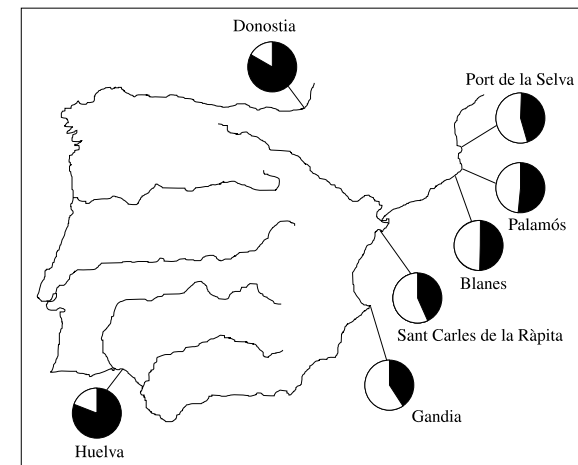 Donostia
Port de la Selva
Palamós
Blanes
Sant Carles de la Ràpita
Gandia
Huelva